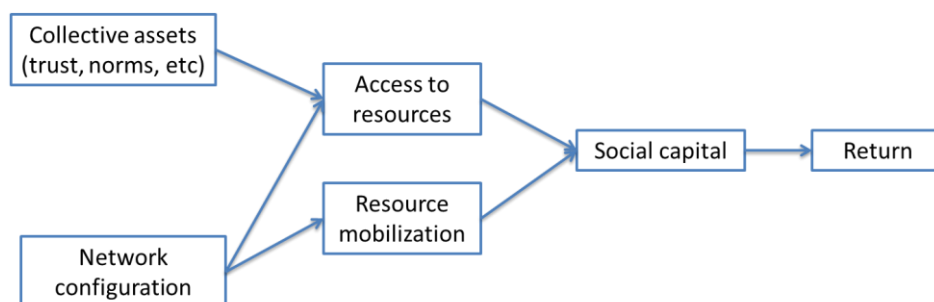 Collective assets
(trust, norms, etc)
Access to
resources
Social capital
Return
Resource
mobilization
Network
configuration